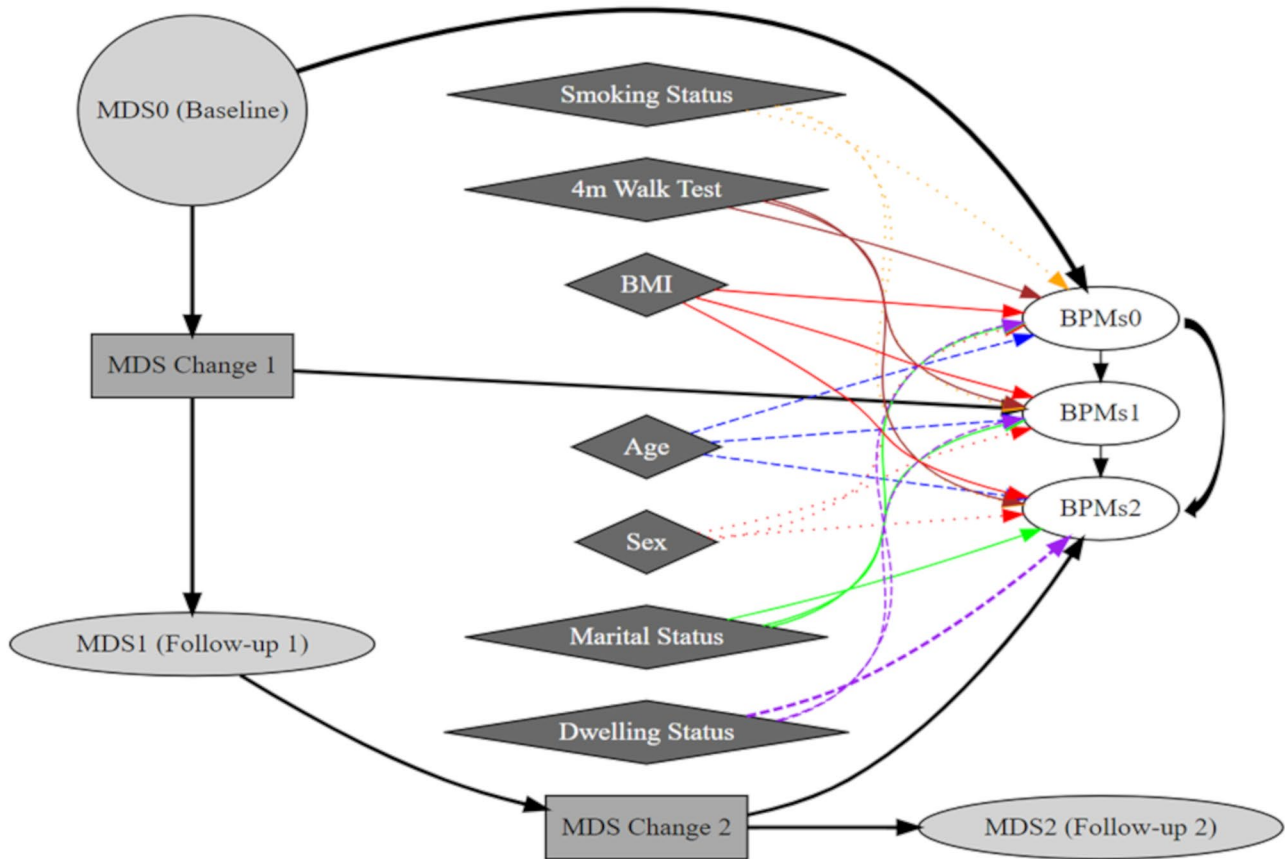 MDS0 (Baseline)
Smoking Status
4m Walk Test
BMI
BPMs0
MDS Change 1
BPMs1
Age
BPMs2
Sex
MDS1 (Follow-up 1)
Marital Status
Dwelling Status
MDS Change 2
MDS2 (Follow-up 2)